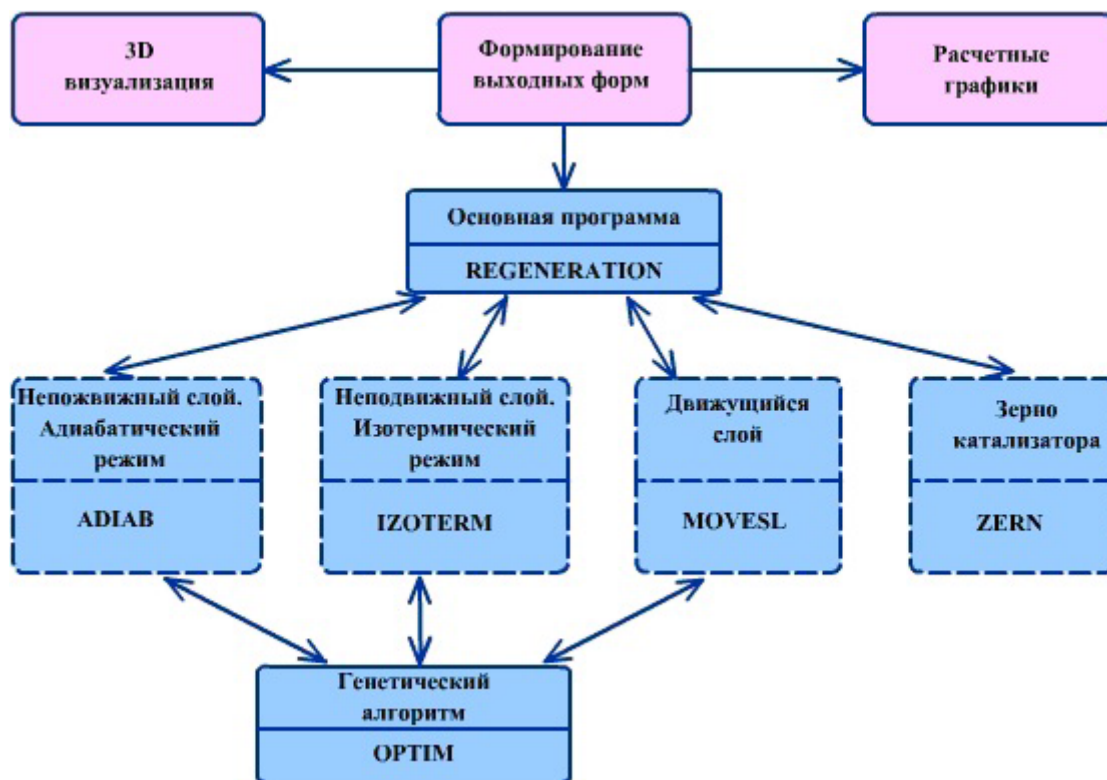 3D
визуализация
Формирование
выходных форм
Расчетные
графики
Основная программа
REGENERATION
Непожвижный слой.
Адиабатический
режим
ADIAB
Неподвижный слой.
Изотермический
режим
IZOTERM
Движущийся
слой
MOVESL
Зерно
катализатора
ZERN
Генетический
алгоритм
OPTIM